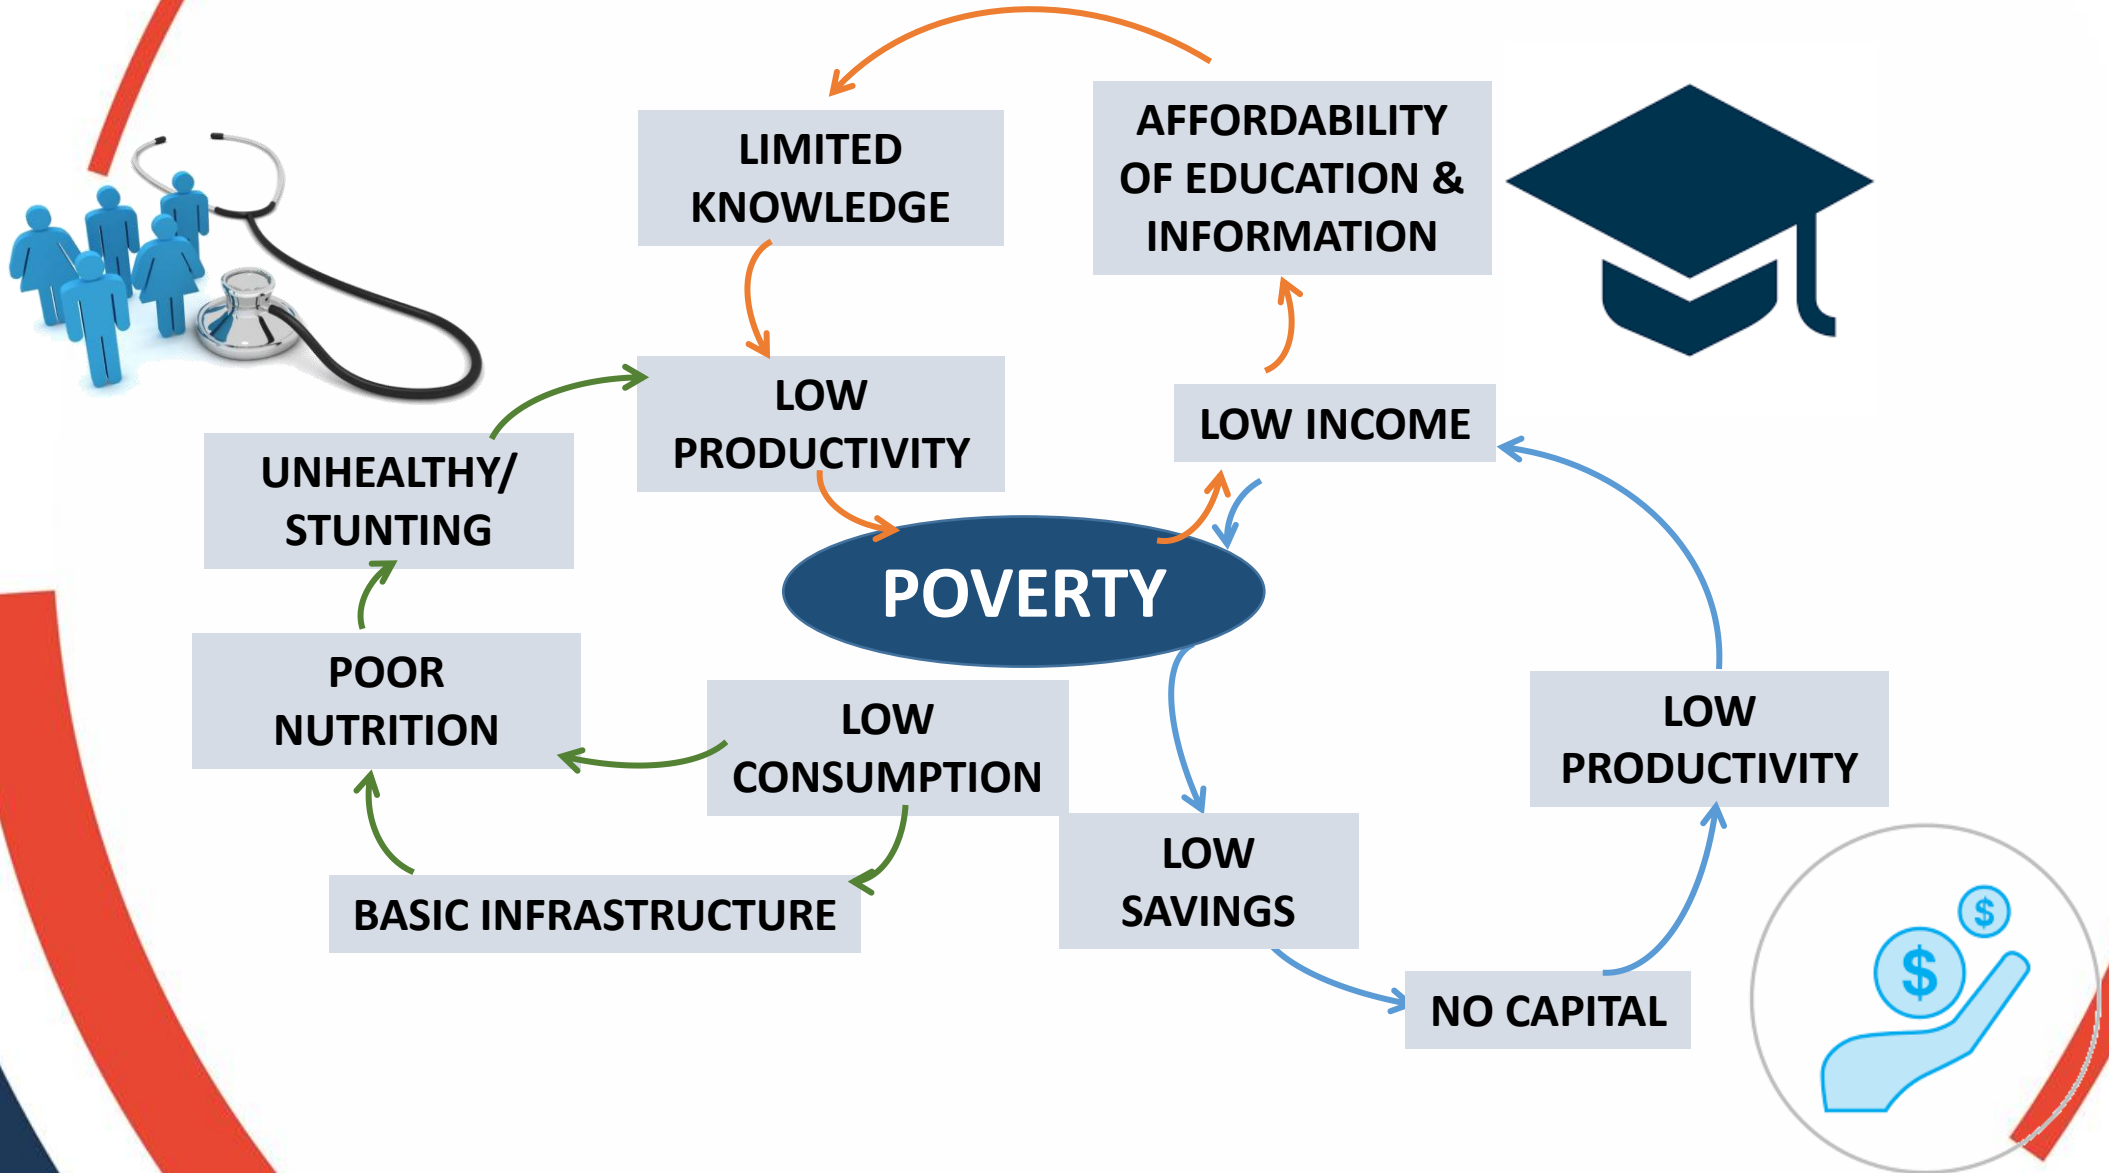 LIMITED
KNOWLEDGE
AFFORDABILITY
OF EDUCATION &
INFORMATION
LOW
PRODUCTIVITY
LOW INCOME
UNHEALTHY/
STUNTING
POVERTY
POOR
NUTRITION
LOW
CONSUMPTION
LOW
PRODUCTIVITY
LOW
SAVINGS
BASIC INFRASTRUCTURE
NO CAPITAL
$
$